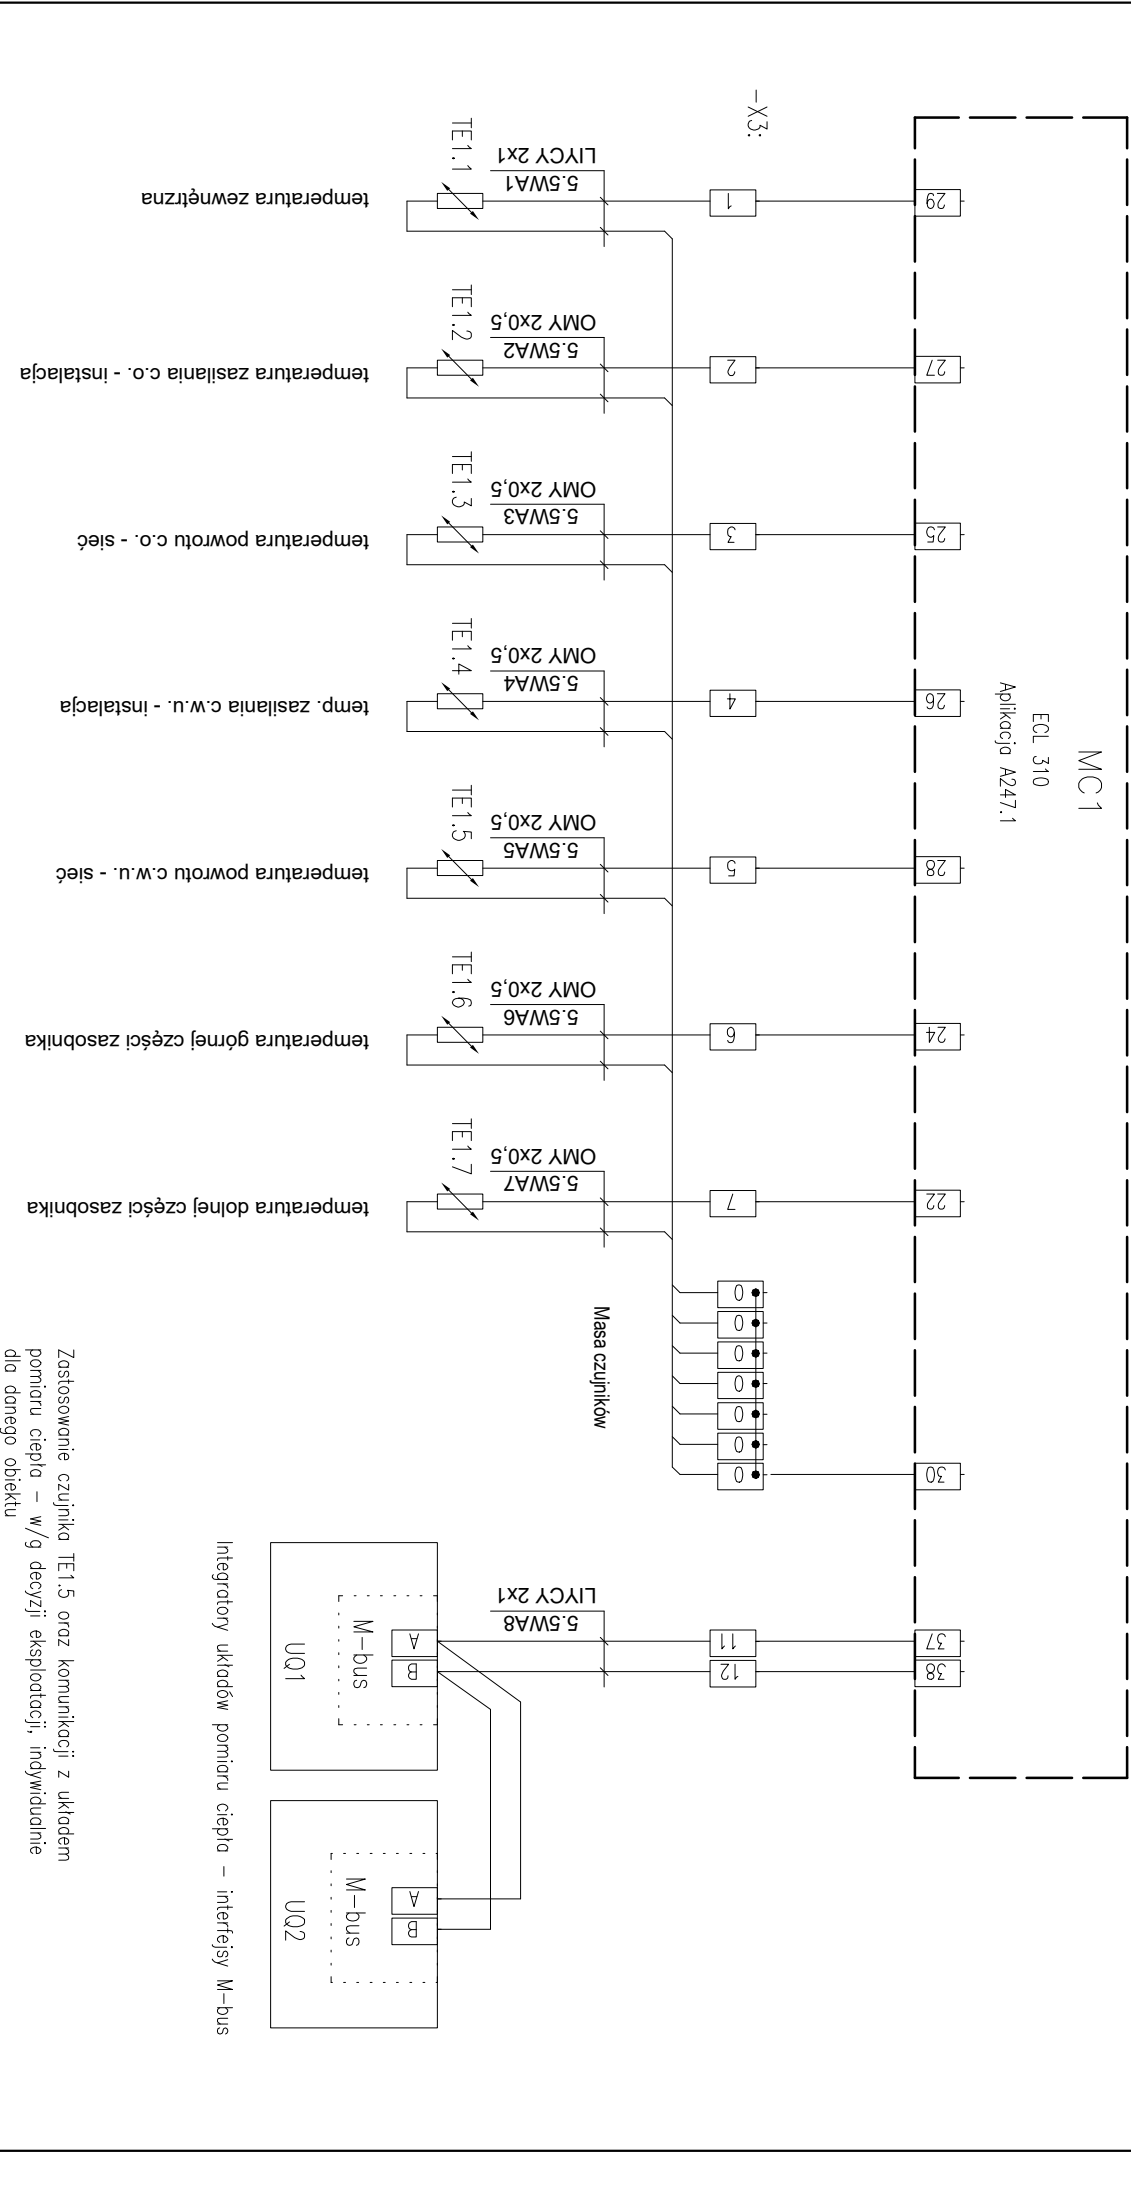 MC1
ECL 310
Aplikacja A247.1
29
27
25
26
28
24
22
30
37
38
-X3:
1
2
3
4
5
6
7
0
0
0
0
0
0
0
11
12
5.5WA1
LIYCY 2x1
5.5WA2
OMY 2x0,5
5.5WA3
OMY 2x0,5
5.5WA4
OMY 2x0,5
5.5WA5
OMY 2x0,5
5.5WA6
OMY 2x0,5
5.5WA7
OMY 2x0,5
Masa czujników
5.5WA8
LIYCY 2x1
TE1.1
TE1.2
TE1.3
TE1.4
TE1.5
TE1.6
TE1.7
A
B
M-bus
UQ1
A
B
M-bus
UQ2
temperatura zewnętrzna
temperatura zasilania c.o. - instalacja
temperatura powrotu c.o. - sieć
temp. zasilania c.w.u. - instalacja
temperatura powrotu c.w.u. - sieć
temperatura górnej części zasobnika
temperatura dolnej części zasobnika
Integratory układów pomiaru ciepła - interfejsy M-bus
Zastosowanie czujnika TE1.5 oraz komunikacji z układem
pomiaru ciepła - w/g decyzji eksploatacji, indywidualnie
dla danego obiektu